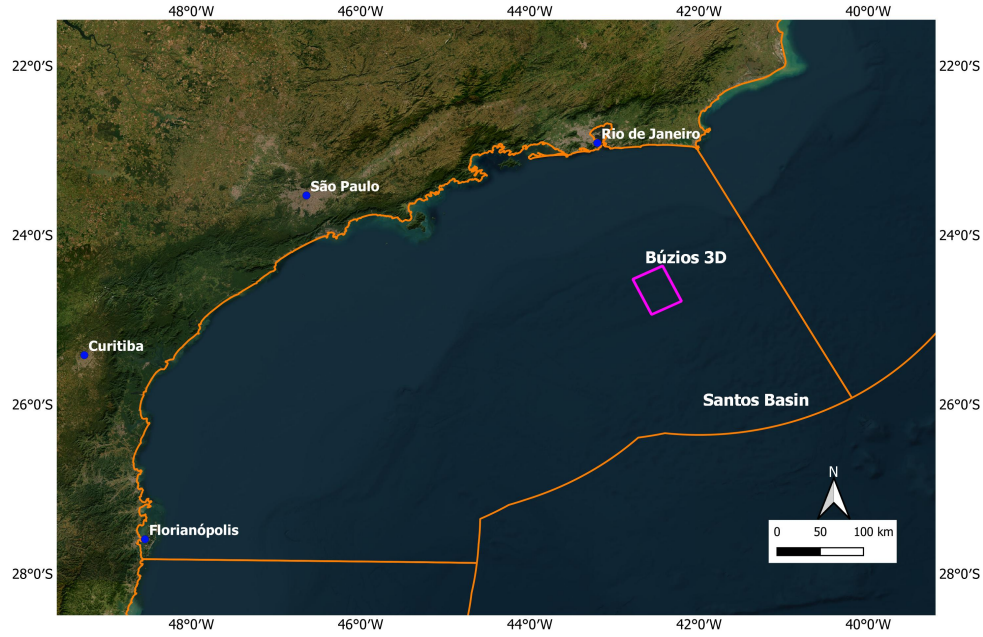 48°0'W 46°0'W 44°0'W 42°0'W 40°0'W
22°0'S 22°0'S
Rio de Janeiro
São Paulo
24°0'S 24°0'S
Búzios 3D
Curitiba
Santos Basin
26°0'S 26°0'S
N
Florianópolis
0 50 100 km
28°0'S 28°0'S
48°0'W 46°0'W 44°0'W 42°0'W 40°0'W